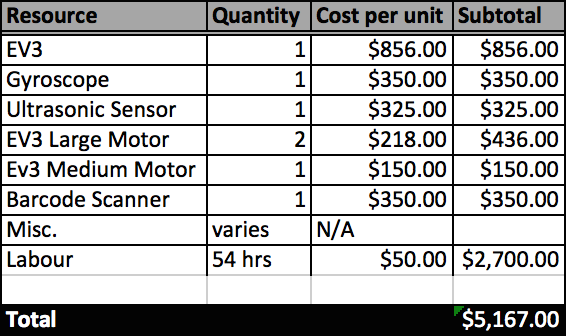 Resource Quantity Cost per unit Subtotal
EV3 1 $856.00 $856.00
Gyroscope 1 $350.00 $350.00
Ultrasonic Sensor 1 $325.00 $325.00
EV3 Large Motor 2 $218.00 $436.00
Ev3 Medium Motor 1 $150.00 $150.00
Barcode Scanner 1 $350.00 $350.00
Misc. varies N/A
Labour 54 hrs $50.00 $2,700.00
Total $5,167.00